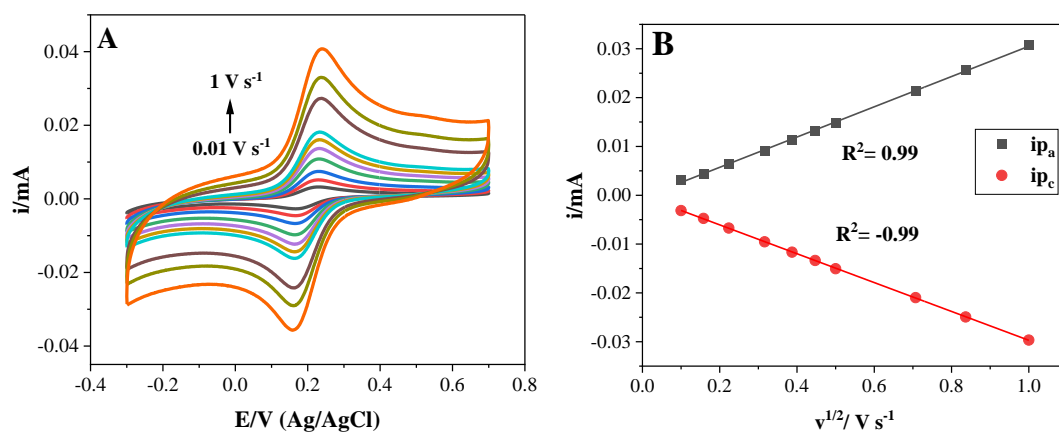 A
1 V s⁻¹
0.01 V s⁻¹
0.04
0.02
0.00
-0.02
-0.04
i/mA
-0.4 -0.2 0.0 0.2 0.4 0.6 0.8
E/V (Ag/AgCl)
B
R²= 0.99
R²= -0.99
ipₐ
ip꜀
0.03
0.02
0.01
0.00
-0.01
-0.02
-0.03
i/mA
0.0 0.2 0.4 0.6 0.8 1.0
v¹ᐟ²/ V s⁻¹